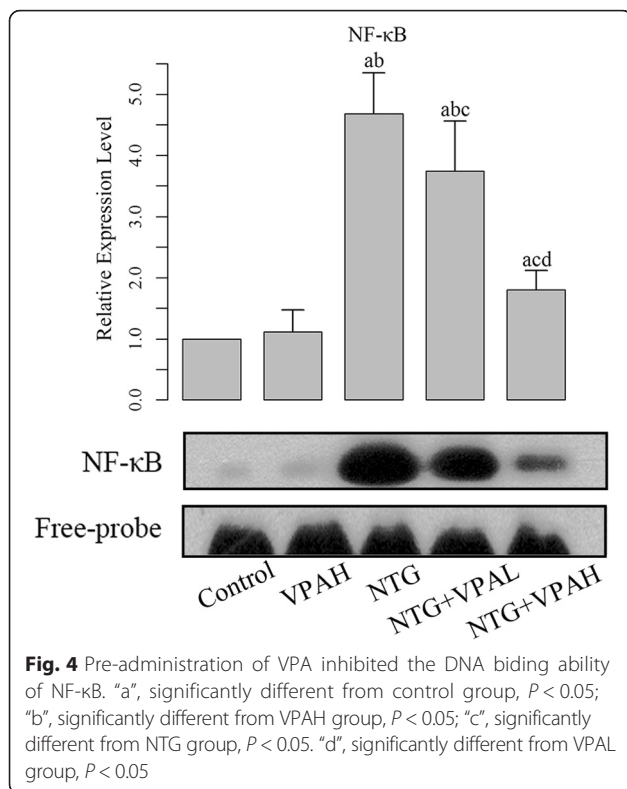 NF-κB
ab
abc
acd
Relative Expression Level
5.0
4.0
3.0
2.0
1.0
0.0
NF-κB
Free-probe
Control
VPAH
NTG
NTG+VPAL
NTG+VPAH
Fig. 4 Pre-administration of VPA inhibited the DNA biding ability
of NF-κB. “a”, significantly different from control group, P < 0.05;
“b”, significantly different from VPAH group, P < 0.05; “c”, significantly
different from NTG group, P < 0.05. “d”, significantly different from VPAL
group, P < 0.05